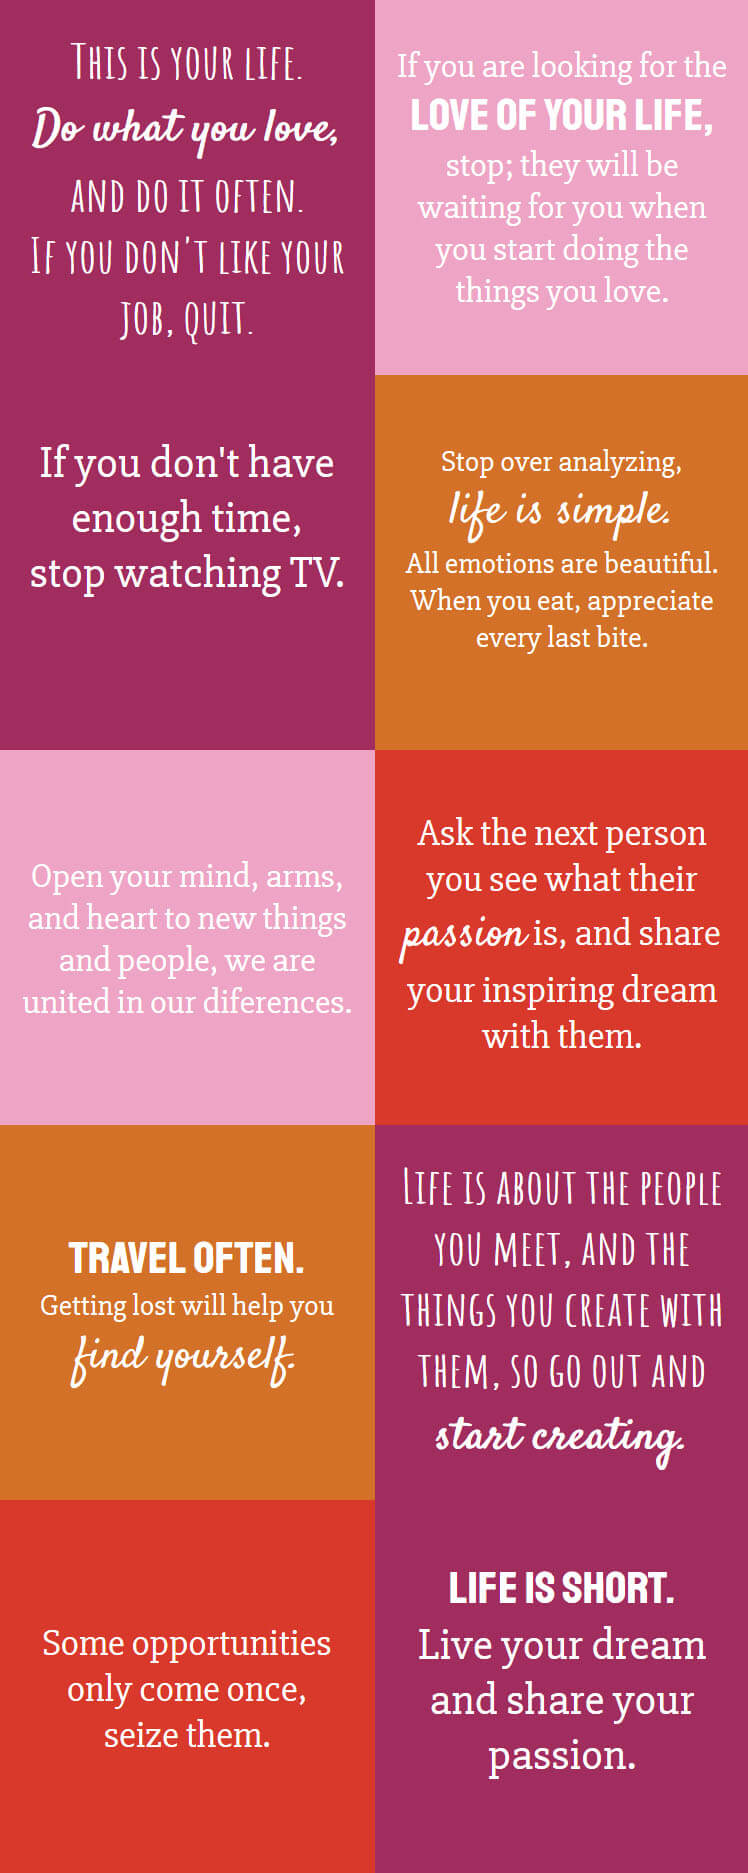 This is your life.
Do what you love,
and do it often.
If you don't like your
job, quit.
If you are looking for the
LOVE OF YOUR LIFE,
stop; they will be
waiting for you when
you start doing the
things you love.
If you don't have
enough time,
stop watching TV.
Stop over analyzing,
life is simple.
All emotions are beautiful.
When you eat, appreciate
every last bite.
Open your mind, arms,
and heart to new things
and people, we are
united in our diferences.
Ask the next person
you see what their
passion is, and share
your inspiring dream
with them.
TRAVEL OFTEN.
Getting lost will help you
find yourself.
Life is about the people
you meet, and the
things you create with
them, so go out and
start creating.
Some opportunities
only come once,
seize them.
LIFE IS SHORT.
Live your dream
and share your
passion.